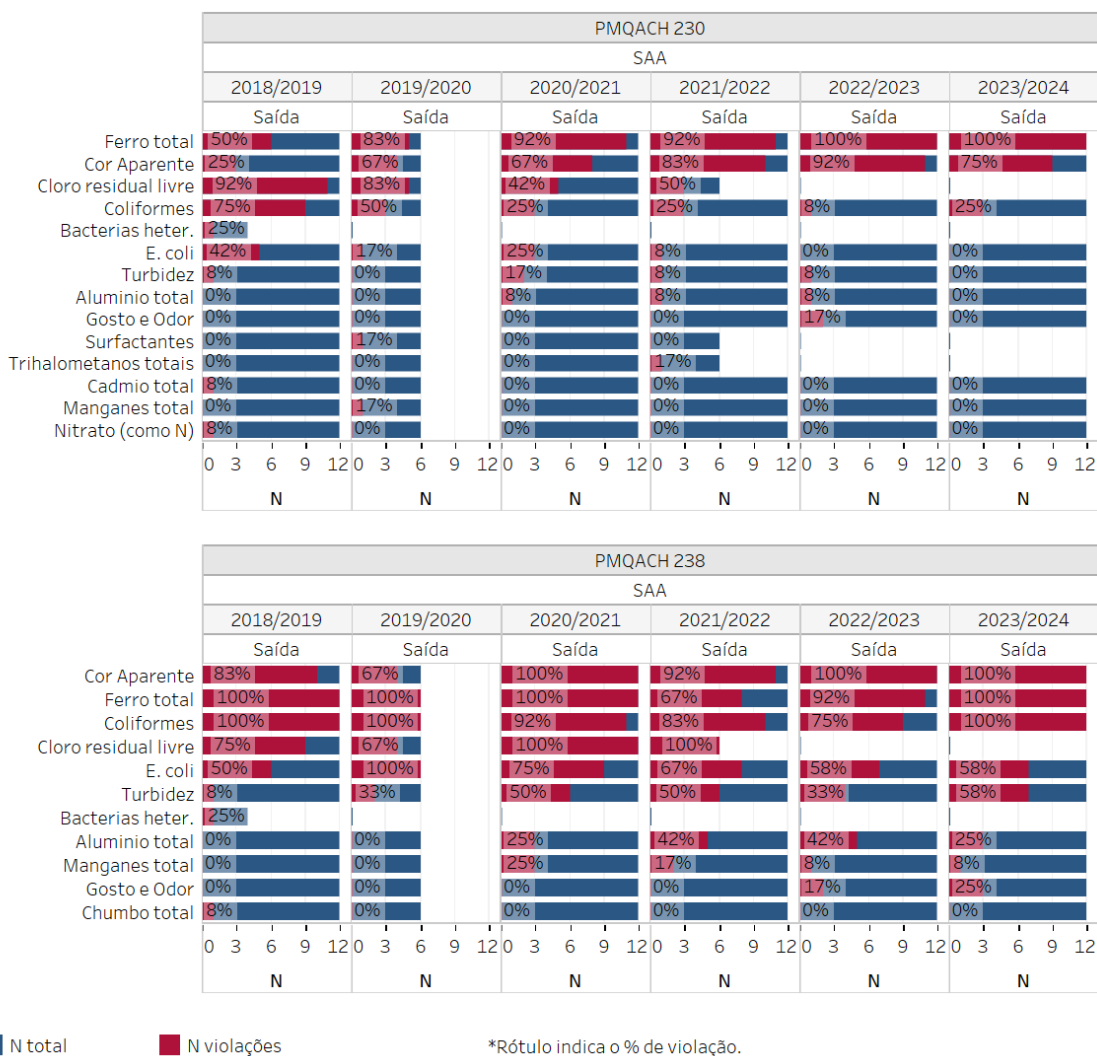 PMQACH 230
SAA
2018/2019 2019/2020 2020/2021 2021/2022 2022/2023 2023/2024
Saída Saída Saída Saída Saída Saída
Ferro total 50% 83% 92% 92% 100% 100%
Cor Aparente 25% 67% 67% 83% 92% 75%
Cloro residual livre 92% 83% 42% 50%
Coliformes 75% 50% 25% 25% 8% 25%
Bacterias heter. 25%
E. coli 42% 17% 25% 8% 0% 0%
Turbidez 8% 0% 17% 8% 8% 0%
Aluminio total 0% 0% 8% 8% 8% 0%
Gosto e Odor 0% 0% 0% 0% 17% 0%
Surfactantes 0% 17% 0% 0%
Trihalometanos totais 0% 0% 0% 17%
Cadmio total 8% 0% 0% 0% 0% 0%
Manganes total 0% 17% 0% 0% 0% 0%
Nitrato (como N) 8% 0% 0% 0% 0% 0%
0 3 6 9 12 0 3 6 9 12 0 3 6 9 12 0 3 6 9 12 0 3 6 9 12 0 3 6 9 12
N N N N N N
PMQACH 238
SAA
2018/2019 2019/2020 2020/2021 2021/2022 2022/2023 2023/2024
Saída Saída Saída Saída Saída Saída
Cor Aparente 83% 67% 100% 92% 100% 100%
Ferro total 100% 100% 100% 67% 92% 100%
Coliformes 100% 100% 92% 83% 75% 100%
Cloro residual livre 75% 67% 100% 100%
E. coli 50% 100% 75% 67% 58% 58%
Turbidez 8% 33% 50% 50% 33% 58%
Bacterias heter. 25%
Aluminio total 0% 0% 25% 42% 42% 25%
Manganes total 0% 0% 25% 17% 8% 8%
Gosto e Odor 0% 0% 0% 0% 17% 25%
Chumbo total 8% 0% 0% 0% 0% 0%
0 3 6 9 12 0 3 6 9 12 0 3 6 9 12 0 3 6 9 12 0 3 6 9 12 0 3 6 9 12
N N N N N N
N total N violações *Rótulo indica o % de violação.